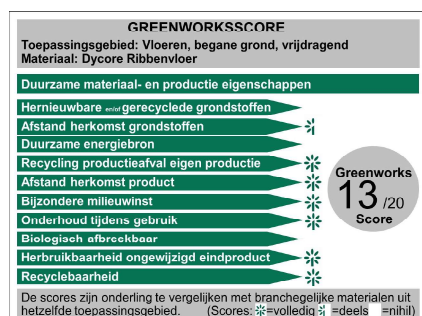 GREENWORKSSCORE
Toepassingsgebied: Vloeren, begane grond, vrijdragend
Materiaal: Dycore Ribbenvloer
Duurzame materiaal- en productie eigenschappen
Hernieuwbare en/of gerecyclede grondstoffen
Afstand herkomst grondstoffen
Duurzame energiebron
Recycling productieafval eigen productie
Afstand herkomst product
Bijzondere milieuwinst
Onderhoud tijdens gebruik
Biologisch afbreekbaar
Herbruikbaarheid ongewijzigd eindproduct
Recyclebaarheid
Greenworks
13 /20
Score
De scores zijn onderling te vergelijken met branchegelijke materialen uit
hetzelfde toepassingsgebied. (Scores: =volledig =deels =nihil)